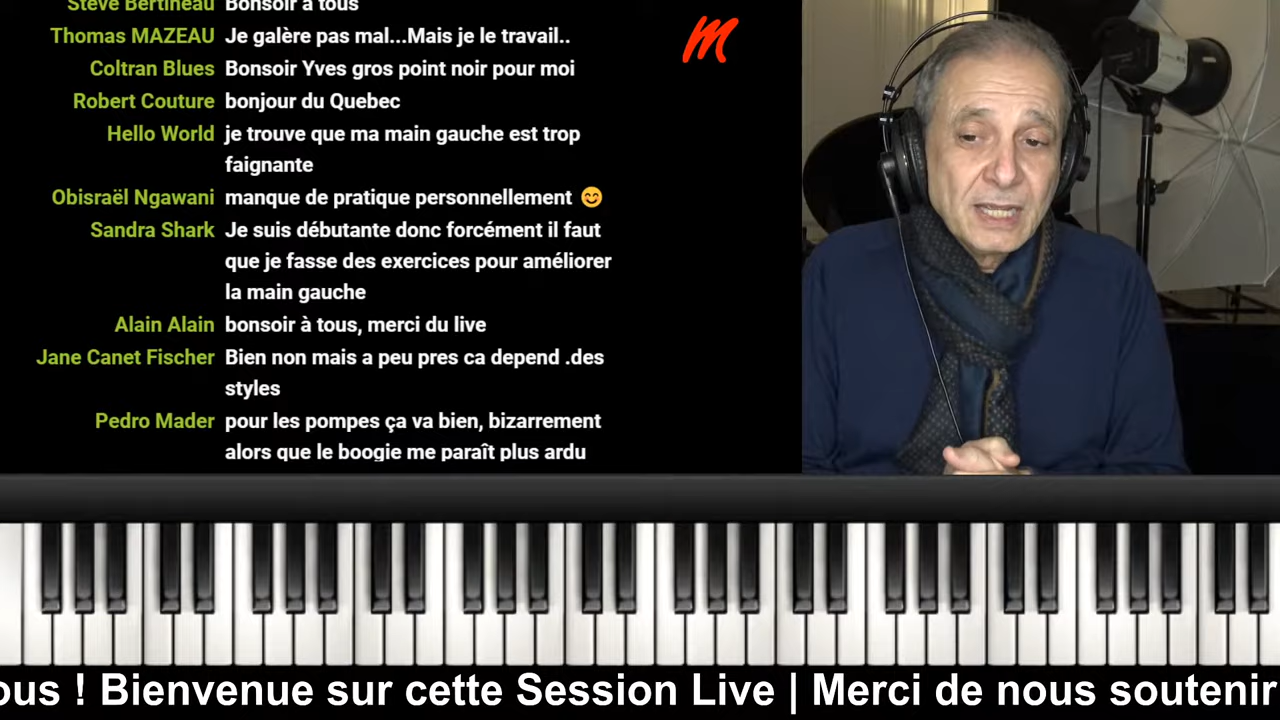 Steve Bertineau Bonsoir à tous
Thomas MAZEAU Je galère pas mal...Mais je le travail..
Coltran Blues Bonsoir Yves gros point noir pour moi
Robert Couture bonjour du Quebec
Hello World je trouve que ma main gauche est trop
faignante
Obisraël Ngawani manque de pratique personnellement 😊
Sandra Shark Je suis débutante donc forcément il faut
que je fasse des exercices pour améliorer
la main gauche
Alain Alain bonsoir à tous, merci du live
Jane Canet Fischer Bien non mais a peu pres ca depend .des
styles
Pedro Mader pour les pompes ça va bien, bizarrement
alors que le boogie me paraît plus ardu
m
ous ! Bienvenue sur cette Session Live | Merci de nous soutenir